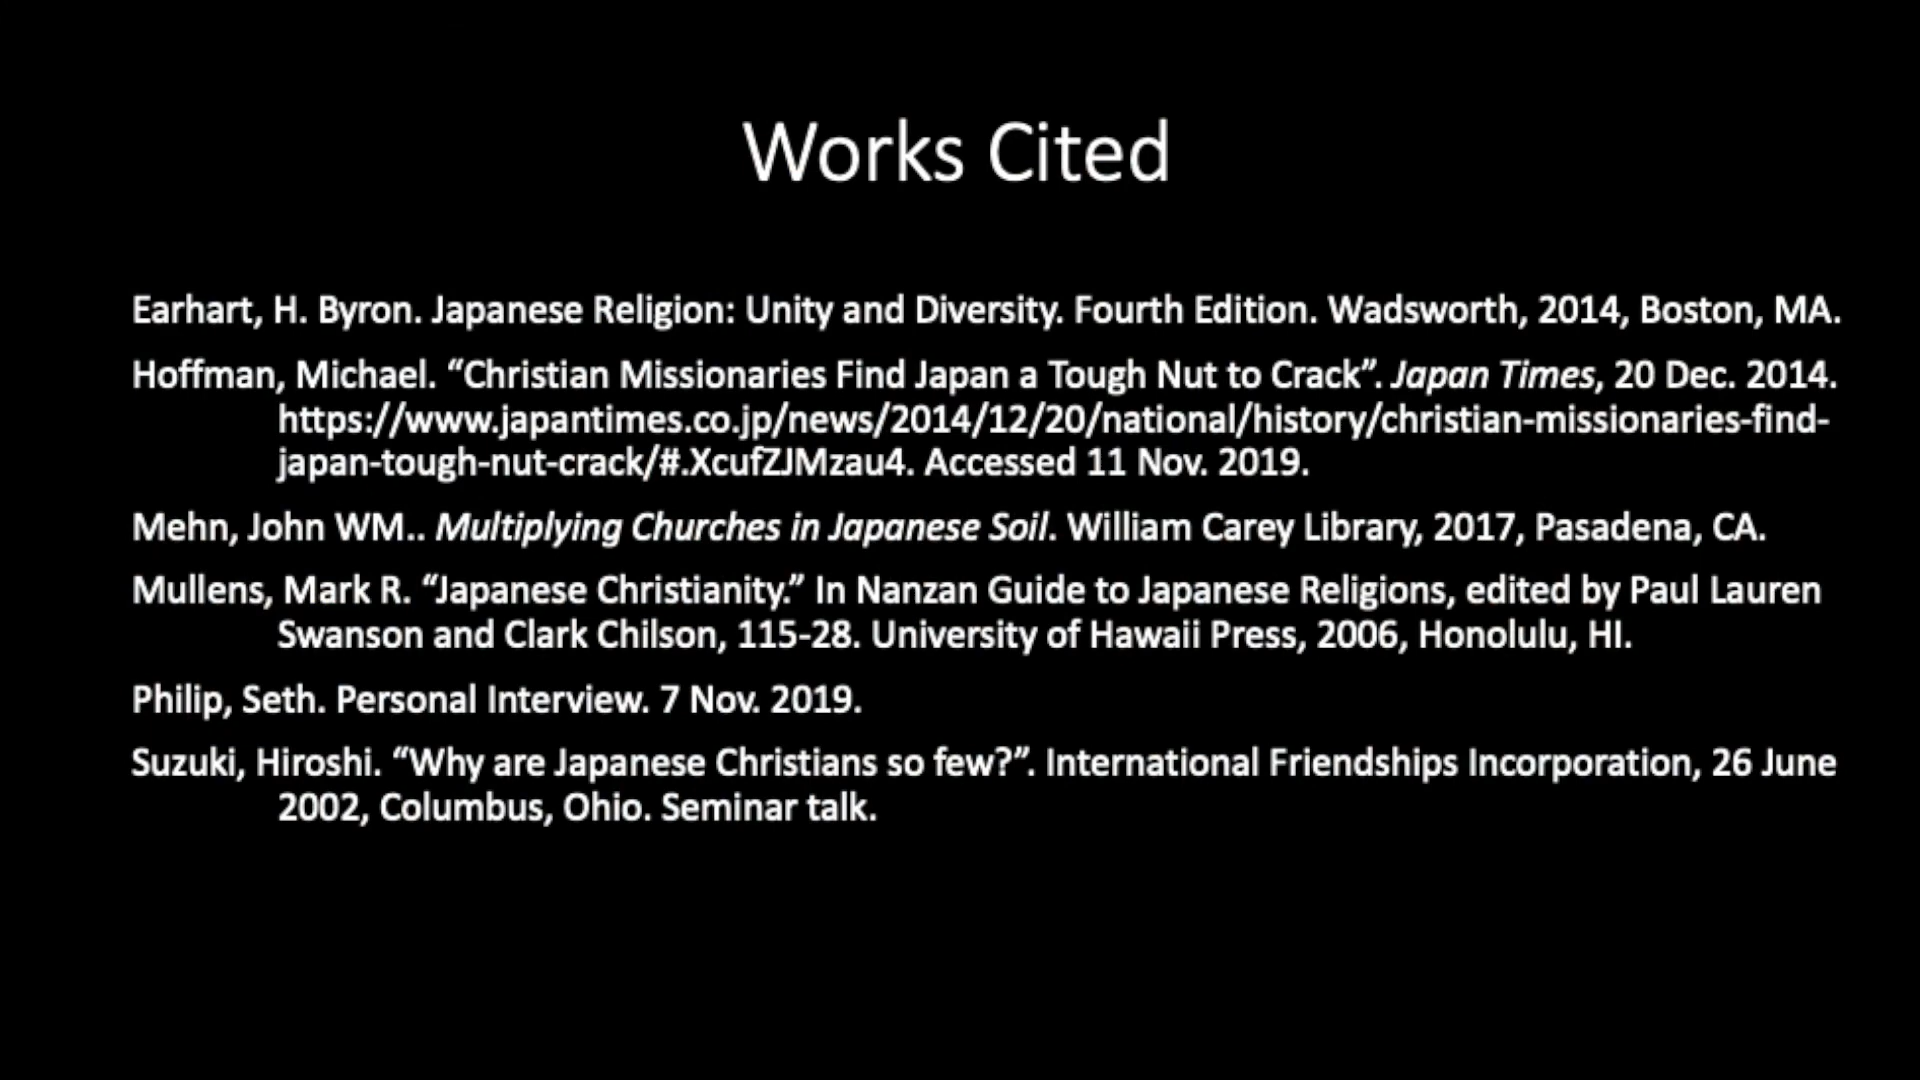 Works Cited
Earhart, H. Byron. Japanese Religion: Unity and Diversity. Fourth Edition. Wadsworth, 2014, Boston, MA.
Hoffman, Michael. “Christian Missionaries Find Japan a Tough Nut to Crack”. Japan Times, 20 Dec. 2014.
https://www.japantimes.co.jp/news/2014/12/20/national/history/christian-missionaries-find-
japan-tough-nut-crack/#.XcufZJMzau4. Accessed 11 Nov. 2019.
Mehn, John WM.. Multiplying Churches in Japanese Soil. William Carey Library, 2017, Pasadena, CA.
Mullens, Mark R. “Japanese Christianity.” In Nanzan Guide to Japanese Religions, edited by Paul Lauren
Swanson and Clark Chilson, 115-28. University of Hawaii Press, 2006, Honolulu, HI.
Philip, Seth. Personal Interview. 7 Nov. 2019.
Suzuki, Hiroshi. “Why are Japanese Christians so few?”. International Friendships Incorporation, 26 June
2002, Columbus, Ohio. Seminar talk.